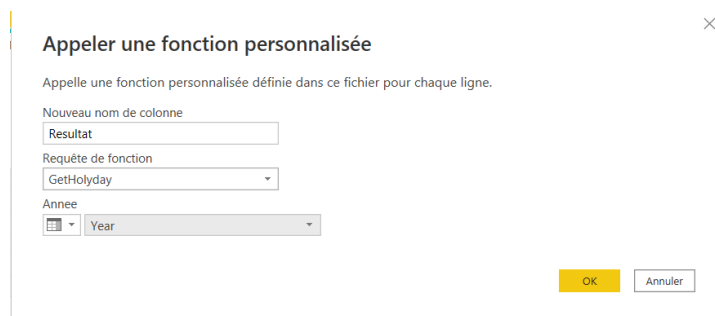 Appeler une fonction personnalisée
Appelle une fonction personnalisée définie dans ce fichier pour chaque ligne.
Nouveau nom de colonne
Resultat
Requête de fonction
GetHolyday
Annee
Year
OK
Annuler